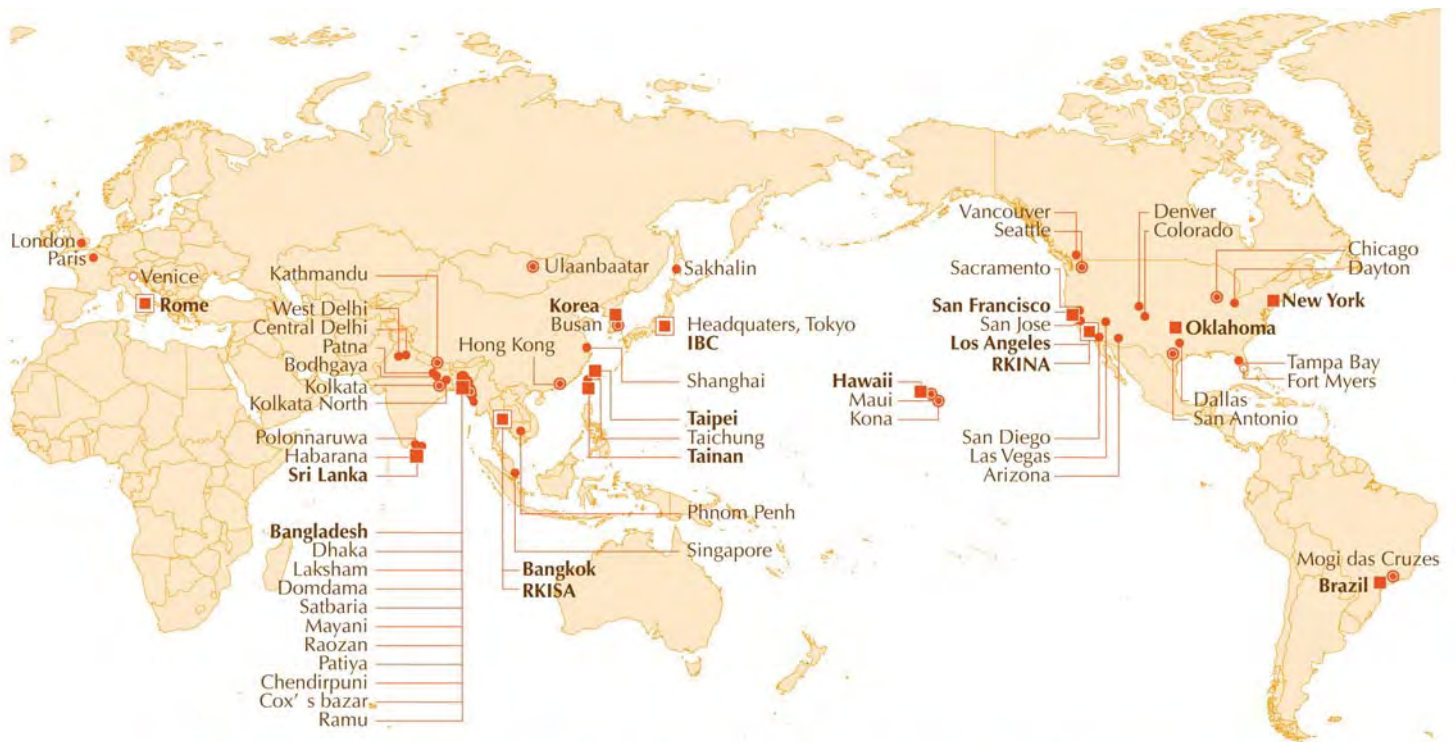 London
Paris
Venice
Rome
Kathmandu
West Delhi
Central Delhi
Patna
Bodhgaya
Kolkata
Kolkata North
Polonnaruwa
Habarana
Sri Lanka
Bangladesh
Dhaka
Laksham
Domdama
Satbaria
Mayani
Raozan
Patiya
Chendirpuni
Cox’ s bazar
Ramu
Ulaanbaatar
Sakhalin
Korea
Busan
Headquaters, Tokyo
IBC
Hong Kong
Shanghai
Taipei
Taichung
Tainan
Phnom Penh
Singapore
Bangkok
RKISA
Vancouver
Seattle
Sacramento
San Francisco
San Jose
Los Angeles
RKINA
Hawaii
Maui
Kona
San Diego
Las Vegas
Arizona
Denver
Colorado
Chicago
Dayton
New York
Oklahoma
Tampa Bay
Fort Myers
Dallas
San Antonio
Mogi das Cruzes
Brazil